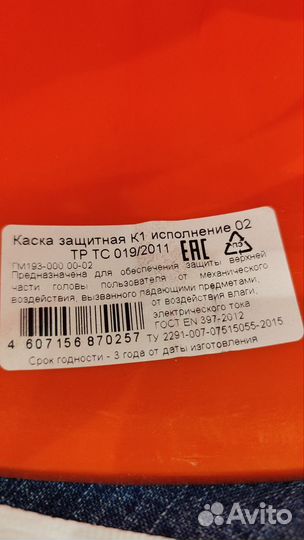 Каска защитная К1 исполнение 02
ТР ТС 019/2011 ЕАС
ПЭ
ГМ193-000.00-02
Предназначена для обеспечения защиты верхней
части головы пользователя от механического
воздействия, вызванного падающими предметами,
от воздействия влаги,
электрического тока
ГОСТ EN 397-2012
4 607156 870257 ТУ 2291-007-07515055-2015
Срок годности - 3 года от даты изготовления
Avito